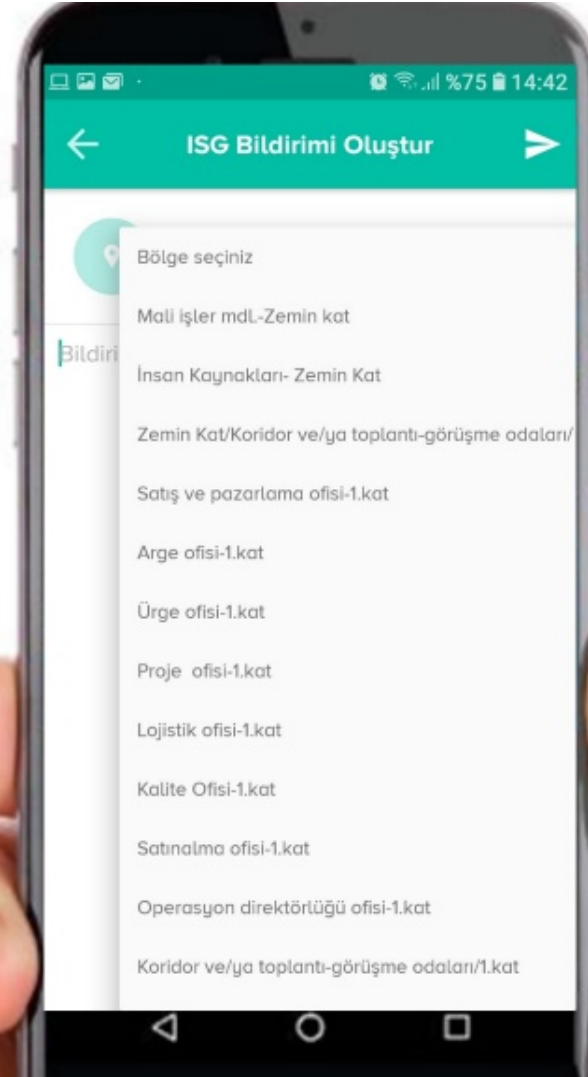 %75 14:42
ISG Bildirimi Oluştur
Bölge seçiniz
Mali işler mdl.-Zemin kat
Bildiri
İnsan Kaynakları- Zemin Kat
Zemin Kat/Koridor ve/ya toplantı-görüşme odaları/
Satış ve pazarlama ofisi-1.kat
Arge ofisi-1.kat
Ürge ofisi-1.kat
Proje  ofisi-1.kat
Lojistik ofisi-1.kat
Kalite Ofisi-1.kat
Satınalma ofisi-1.kat
Operasyon direktörlüğü ofisi-1.kat
Koridor ve/ya toplantı-görüşme odaları/1.kat